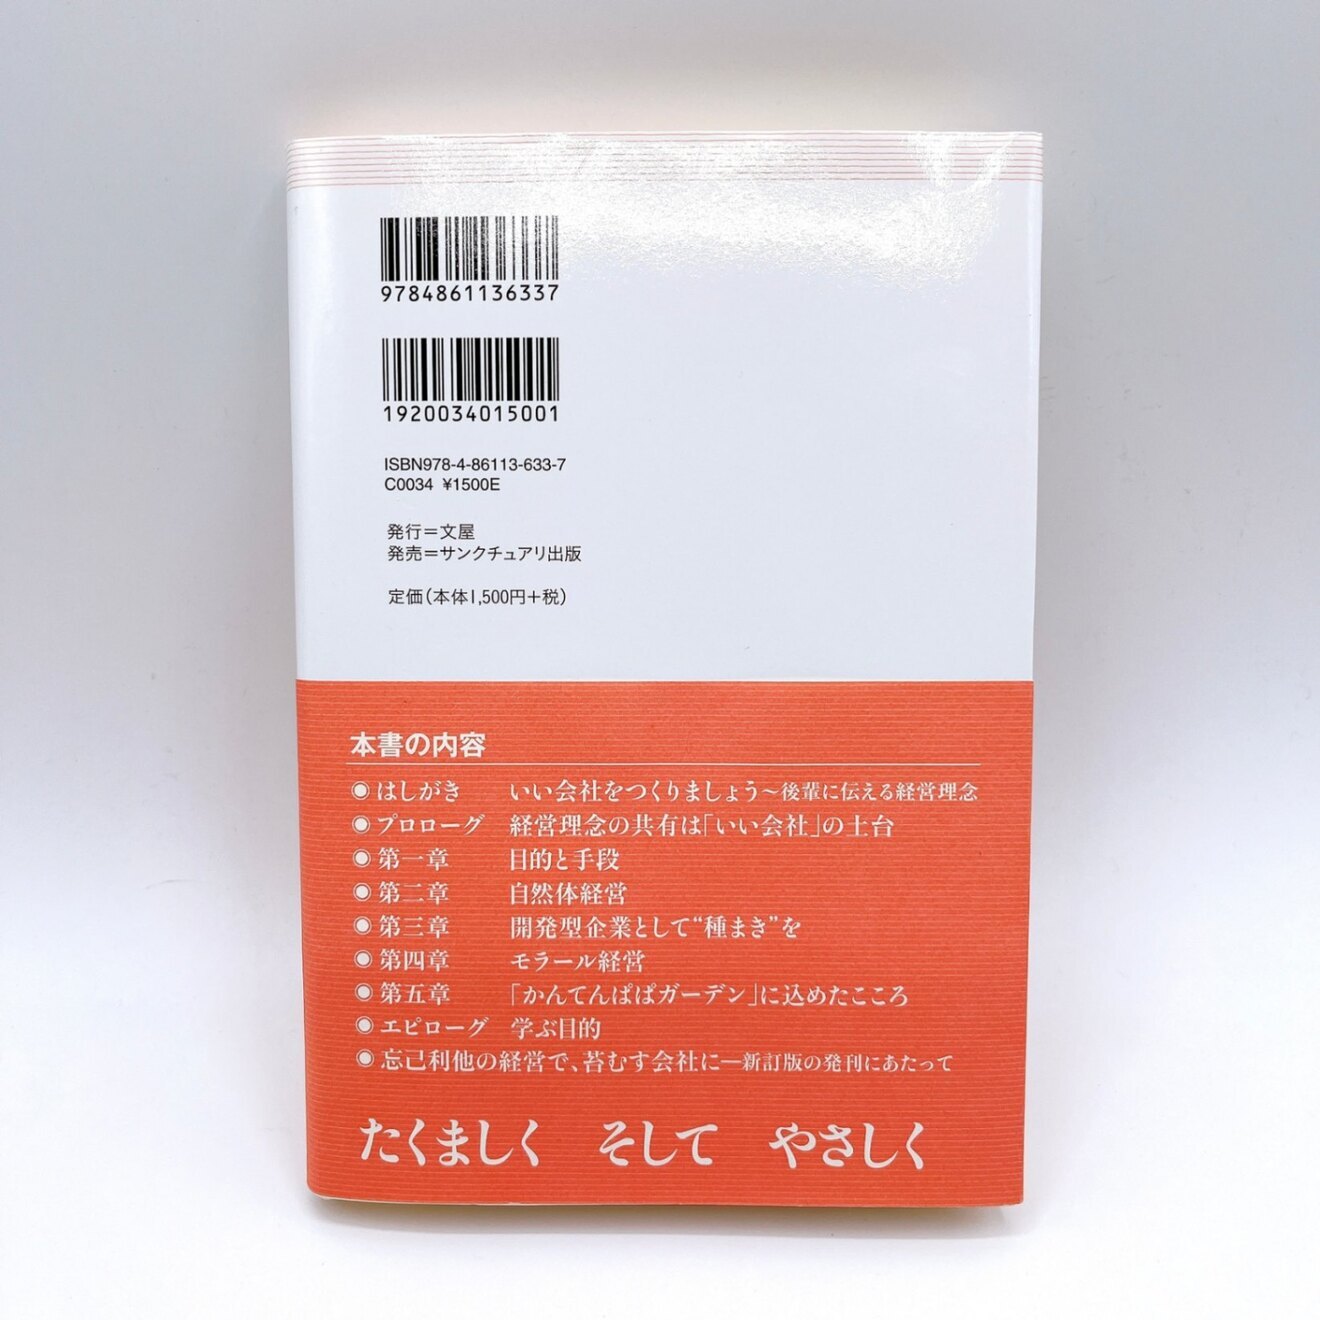 9784861136337
1920034015001
ISBN978-4-86113-633-7
C0034 ¥1500E
発行＝文屋
発売＝サンクチュアリ出版
定価(本体1,500円＋税)
本書の内容
◉はしがき いい会社をつくりましょう～後輩に伝える経営理念
◉プロローグ 経営理念の共有は「いい会社」の土台
◉第一章 目的と手段
◉第二章 自然体経営
◉第三章 開発型企業として“種まき”を
◉第四章 モラール経営
◉第五章 「かんてんぱぱガーデン」に込めたこころ
◉エピローグ 学ぶ目的
◉忘己利他の経営で、苔むす会社に―新訂版の発刊にあたって
たくましく そして やさしく